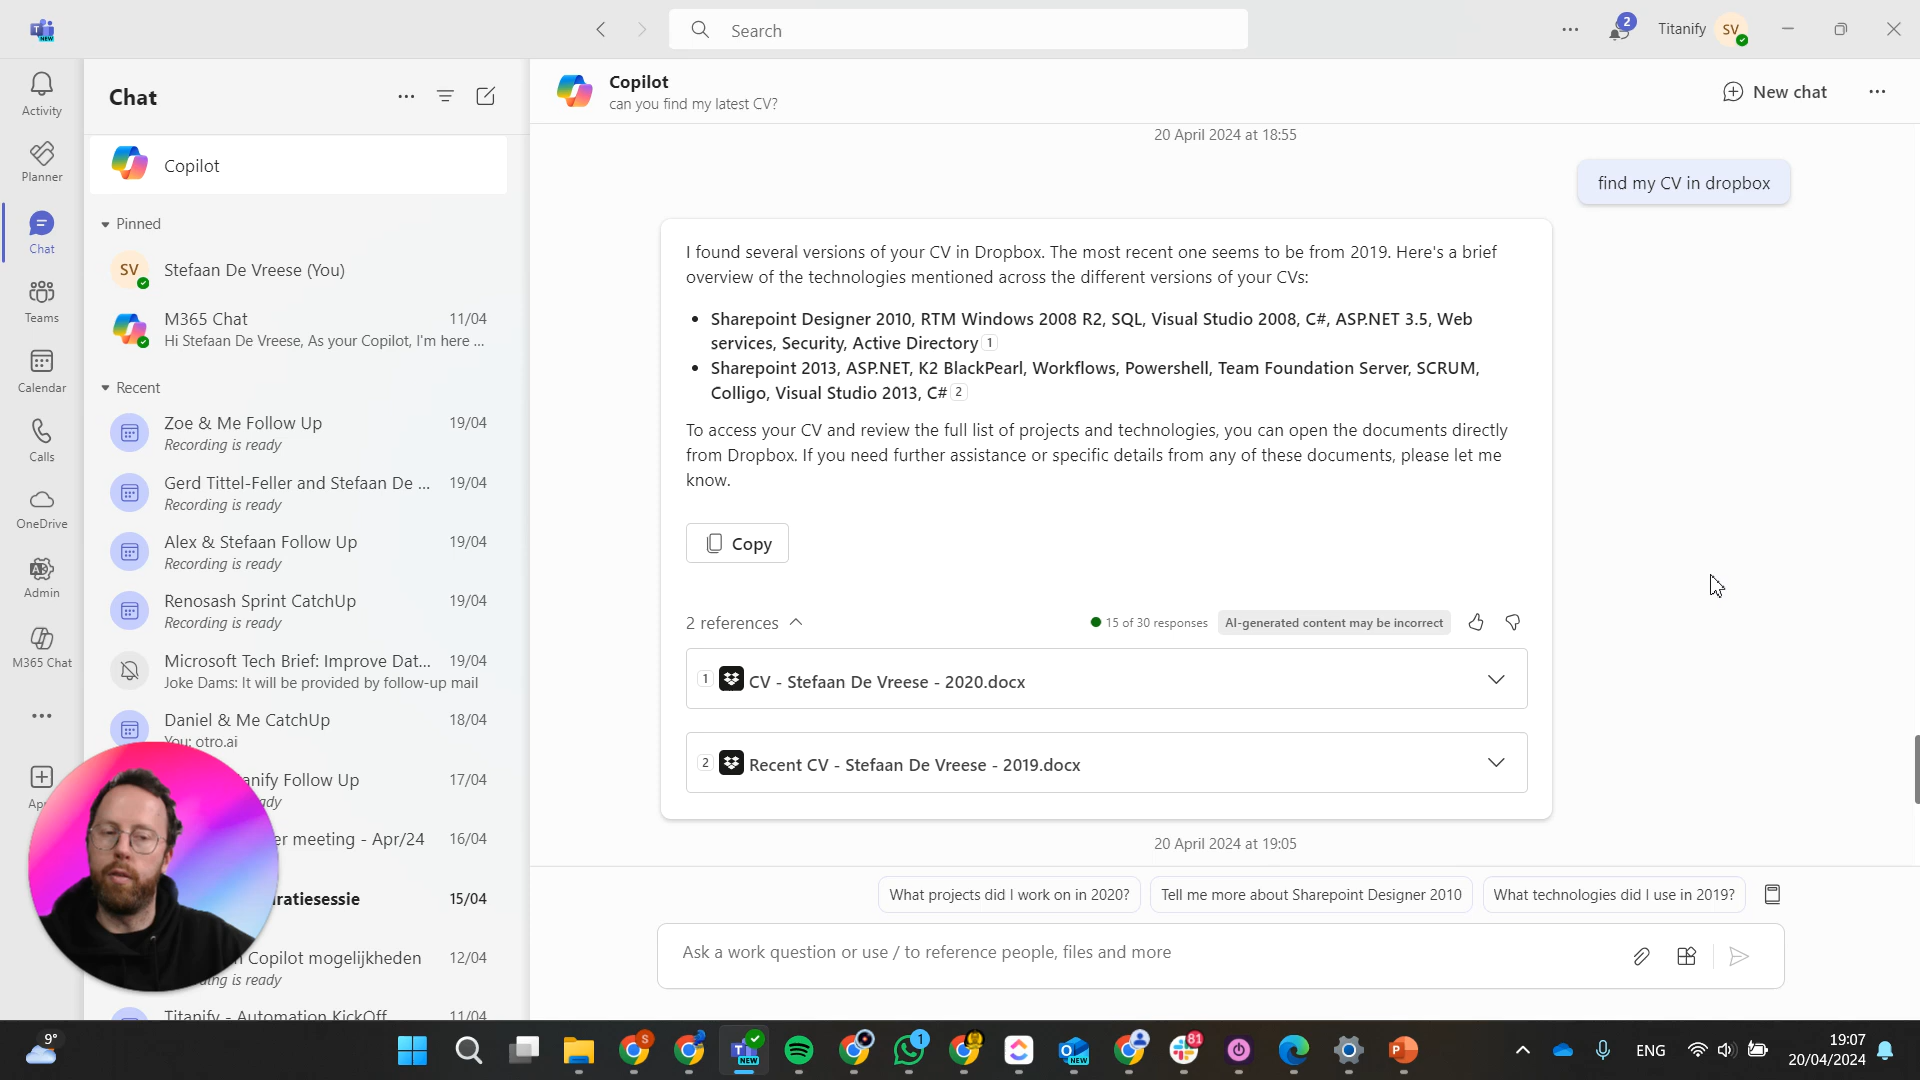 Search
2
Titanify
SV
Activity
Planner
Chat
Teams
Calendar
Calls
OneDrive
Admin
M365 Chat
Chat
Copilot
Pinned
SV
Stefaan De Vreese (You)
M365 Chat 11/04
Hi Stefaan De Vreese, As your Copilot, I'm here ...
Recent
Zoe & Me Follow Up 19/04
Recording is ready
Gerd Tittel-Feller and Stefaan De ... 19/04
Recording is ready
Alex & Stefaan Follow Up 19/04
Recording is ready
Renosash Sprint CatchUp 19/04
Recording is ready
Microsoft Tech Brief: Improve Dat... 19/04
Joke Dams: It will be provided by follow-up mail
Daniel & Me CatchUp 18/04
You: otro.ai
Follow Up 17/04
meeting - Apr/24 16/04
15/04
Copilot mogelijkheden 12/04
is ready
Titanify - Automation KickOff 11/04
Copilot
can you find my latest CV?
New chat
20 April 2024 at 18:55
find my CV in dropbox
I found several versions of your CV in Dropbox. The most recent one seems to be from 2019. Here's a brief
overview of the technologies mentioned across the different versions of your CVs:
• Sharepoint Designer 2010, RTM Windows 2008 R2, SQL, Visual Studio 2008, C#, ASP.NET 3.5, Web
services, Security, Active Directory 1
• Sharepoint 2013, ASP.NET, K2 BlackPearl, Workflows, Powershell, Team Foundation Server, SCRUM,
Colligo, Visual Studio 2013, C# 2
To access your CV and review the full list of projects and technologies, you can open the documents directly
from Dropbox. If you need further assistance or specific details from any of these documents, please let me
know.
Copy
2 references
15 of 30 responses
AI-generated content may be incorrect
1 CV - Stefaan De Vreese - 2020.docx
2 Recent CV - Stefaan De Vreese - 2019.docx
20 April 2024 at 19:05
What projects did I work on in 2020?
Tell me more about Sharepoint Designer 2010
What technologies did I use in 2019?
Ask a work question or use / to reference people, files and more
9°
S
NEW
1
NEW
81
ENG
19:07
20/04/2024